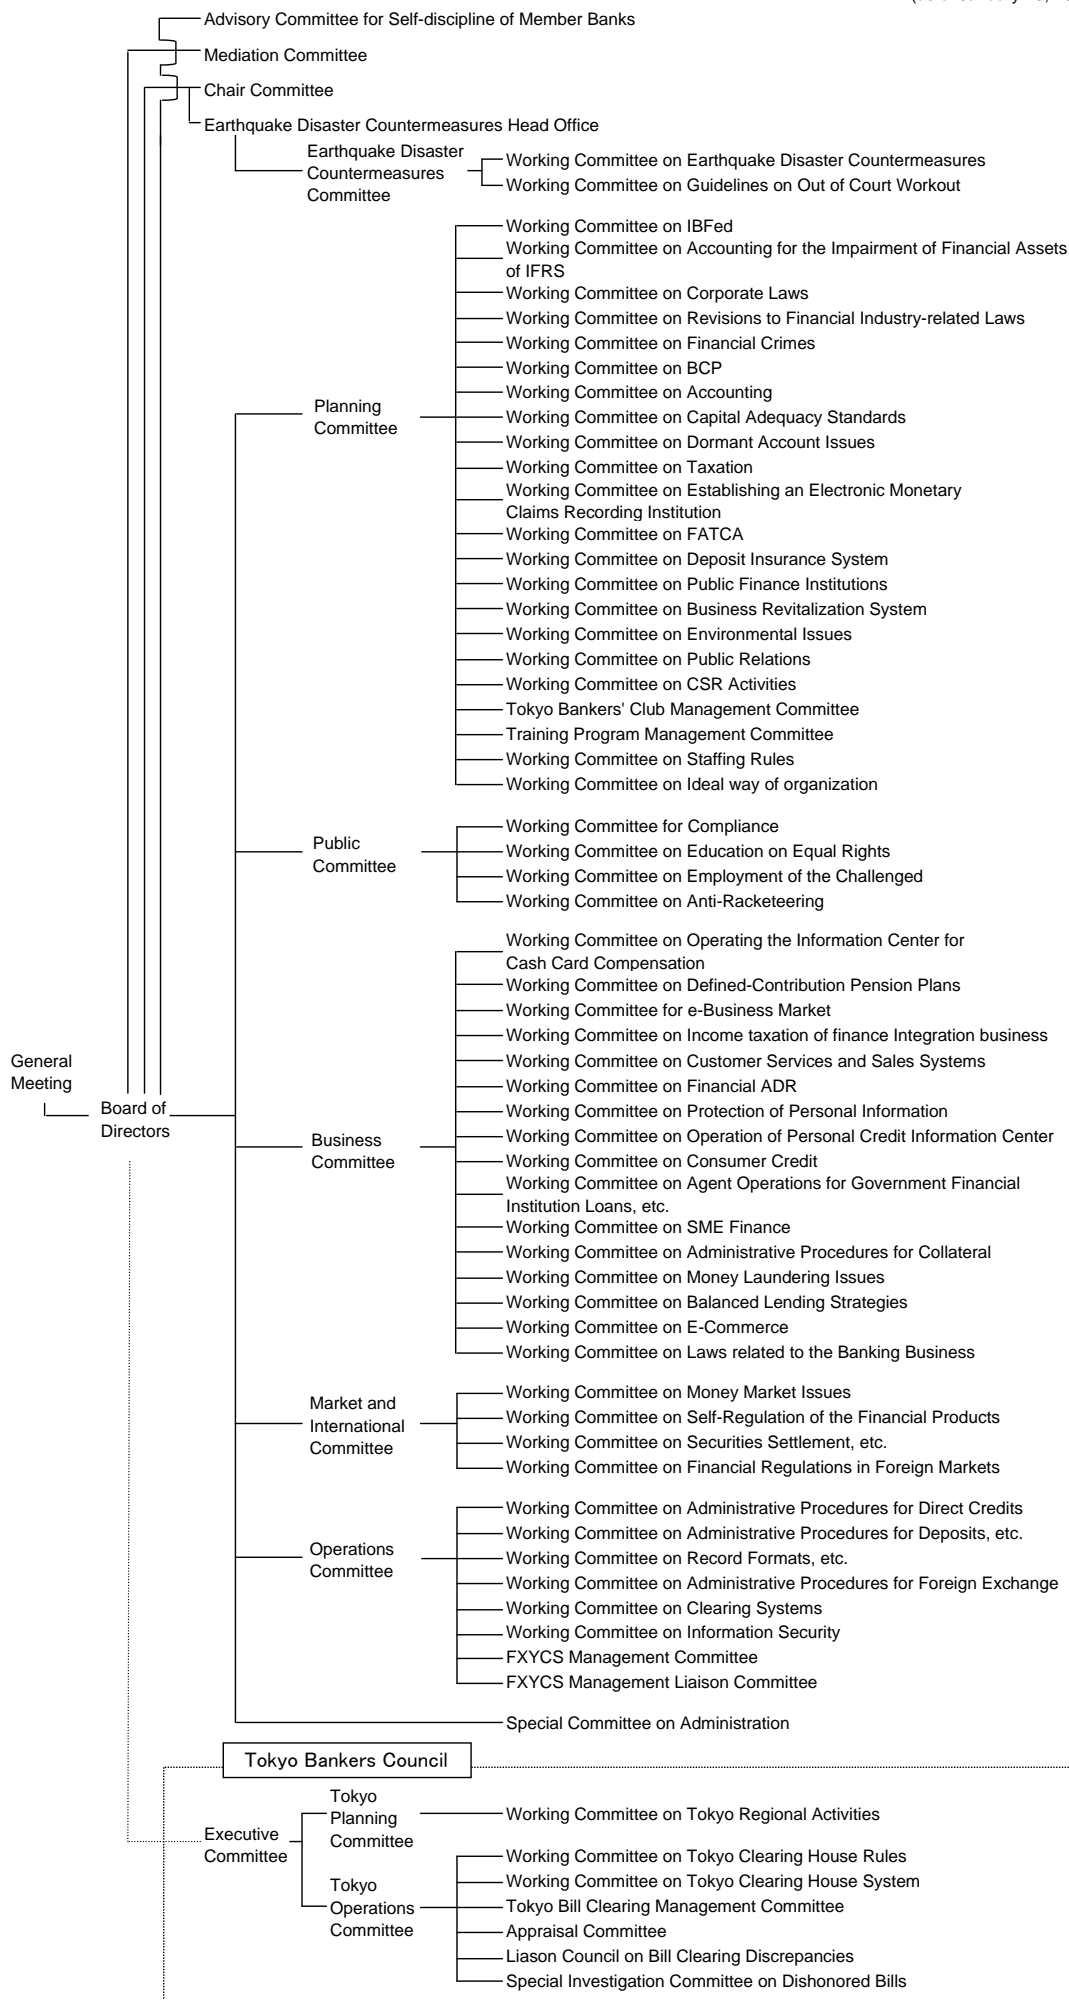 Advisory Committee for Self-discipline of Member Banks
Mediation Committee
Chair Committee
Earthquake Disaster Countermeasures Head Office
Earthquake Disaster
Countermeasures
Committee
Working Committee on Earthquake Disaster Countermeasures
Working Committee on Guidelines on Out of Court Workout
Planning
Committee
Working Committee on IBFed
Working Committee on Accounting for the Impairment of Financial Assets
of IFRS
Working Committee on Corporate Laws
Working Committee on Revisions to Financial Industry-related Laws
Working Committee on Financial Crimes
Working Committee on BCP
Working Committee on Accounting
Working Committee on Capital Adequacy Standards
Working Committee on Dormant Account Issues
Working Committee on Taxation
Working Committee on Establishing an Electronic Monetary
Claims Recording Institution
Working Committee on FATCA
Working Committee on Deposit Insurance System
Working Committee on Public Finance Institutions
Working Committee on Business Revitalization System
Working Committee on Environmental Issues
Working Committee on Public Relations
Working Committee on CSR Activities
Tokyo Bankers' Club Management Committee
Training Program Management Committee
Working Committee on Staffing Rules
Working Committee on Ideal way of organization
Public
Committee
Working Committee for Compliance
Working Committee on Education on Equal Rights
Working Committee on Employment of the Challenged
Working Committee on Anti-Racketeering
General
Meeting
Board of
Directors
Business
Committee
Working Committee on Operating the Information Center for
Cash Card Compensation
Working Committee on Defined-Contribution Pension Plans
Working Committee for e-Business Market
Working Committee on Income taxation of finance Integration business
Working Committee on Customer Services and Sales Systems
Working Committee on Financial ADR
Working Committee on Protection of Personal Information
Working Committee on Operation of Personal Credit Information Center
Working Committee on Consumer Credit
Working Committee on Agent Operations for Government Financial
Institution Loans, etc.
Working Committee on SME Finance
Working Committee on Administrative Procedures for Collateral
Working Committee on Money Laundering Issues
Working Committee on Balanced Lending Strategies
Working Committee on E-Commerce
Working Committee on Laws related to the Banking Business
Market and
International
Committee
Working Committee on Money Market Issues
Working Committee on Self-Regulation of the Financial Products
Working Committee on Securities Settlement, etc.
Working Committee on Financial Regulations in Foreign Markets
Operations
Committee
Working Committee on Administrative Procedures for Direct Credits
Working Committee on Administrative Procedures for Deposits, etc.
Working Committee on Record Formats, etc.
Working Committee on Administrative Procedures for Foreign Exchange
Working Committee on Clearing Systems
Working Committee on Information Security
FXYCS Management Committee
FXYCS Management Liaison Committee
Special Committee on Administration
Tokyo Bankers Council
Executive
Committee
Tokyo
Planning
Committee
Working Committee on Tokyo Regional Activities
Tokyo
Operations
Committee
Working Committee on Tokyo Clearing House Rules
Working Committee on Tokyo Clearing House System
Tokyo Bill Clearing Management Committee
Appraisal Committee
Liason Council on Bill Clearing Discrepancies
Special Investigation Committee on Dishonored Bills